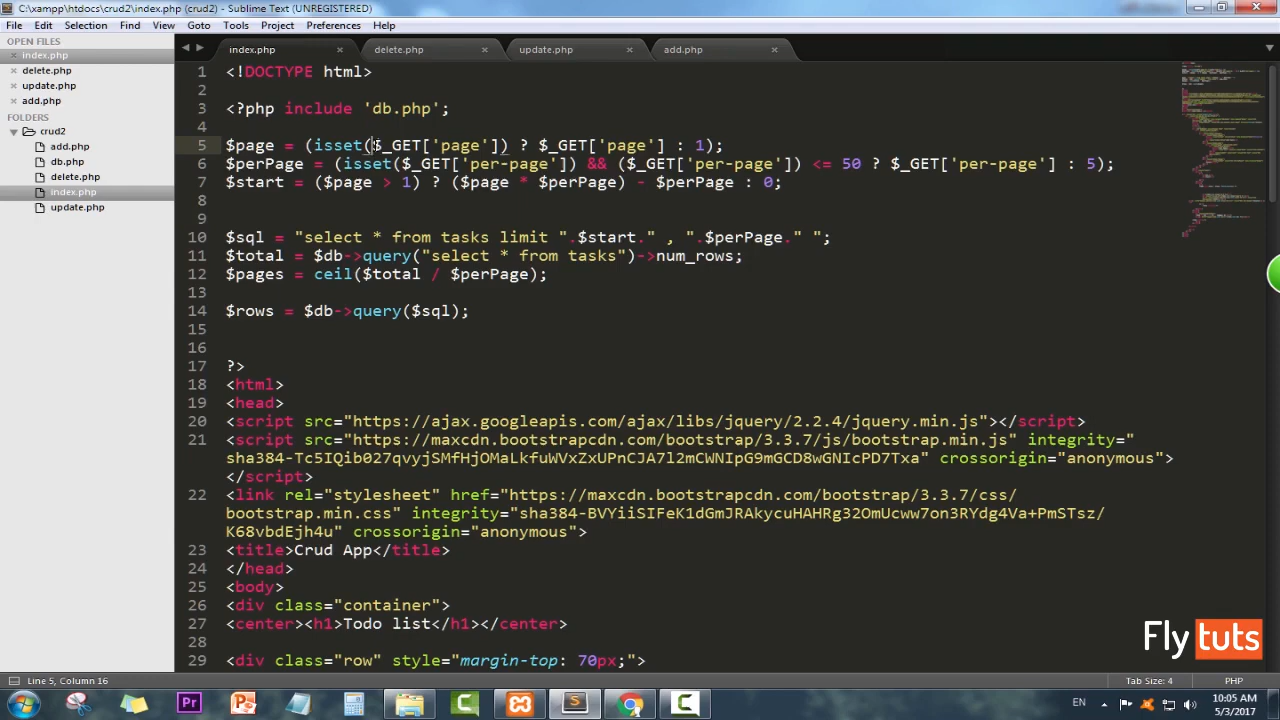 C:\xampp\htdocs\crud2\index.php (crud2) - Sublime Text (UNREGISTERED)
File Edit Selection Find View Goto Tools Project Preferences Help
OPEN FILES
index.php
delete.php
update.php
add.php
FOLDERS
crud2
add.php
db.php
delete.php
index.php
update.php
index.php delete.php update.php add.php
1 <!DOCTYPE html>
2
3 <?php include 'db.php';
4
5 $page = (isset($_GET['page']) ? $_GET['page'] : 1);
6 $perPage = (isset($_GET['per-page']) && ($_GET['per-page']) <= 50 ? $_GET['per-page'] : 5);
7 $start = ($page > 1) ? ($page * $perPage) - $perPage : 0;
8
9
10 $sql = "select * from tasks limit ".$start." , ".$perPage." ";
11 $total = $db->query("select * from tasks")->num_rows;
12 $pages = ceil($total / $perPage);
13
14 $rows = $db->query($sql);
15
16
17 ?>
18 <html>
19 <head>
20 <script src="https://ajax.googleapis.com/ajax/libs/jquery/2.2.4/jquery.min.js"></script>
21 <script src="https://maxcdn.bootstrapcdn.com/bootstrap/3.3.7/js/bootstrap.min.js" integrity="
sha384-Tc5IQib027qvyjSMfHjOMaLkfuWVxZxUPnCJA7l2mCWNIpG9mGCD8wGNIcPD7Txa" crossorigin="anonymous">
</script>
22 <link rel="stylesheet" href="https://maxcdn.bootstrapcdn.com/bootstrap/3.3.7/css/
bootstrap.min.css" integrity="sha384-BVYiiSIFeK1dGmJRAkycuHAHRg32OmUcww7on3RYdg4Va+PmSTsz/
K68vbdEjh4u" crossorigin="anonymous">
23 <title>Crud App</title>
24 </head>
25 <body>
26 <div class="container">
27 <center><h1>Todo list</h1></center>
28
29 <div class="row" style="margin-top: 70px;">
Fly tuts
Line 5, Column 16 Tab Size: 4 PHP
Pr
EN
10:05 AM
5/3/2017